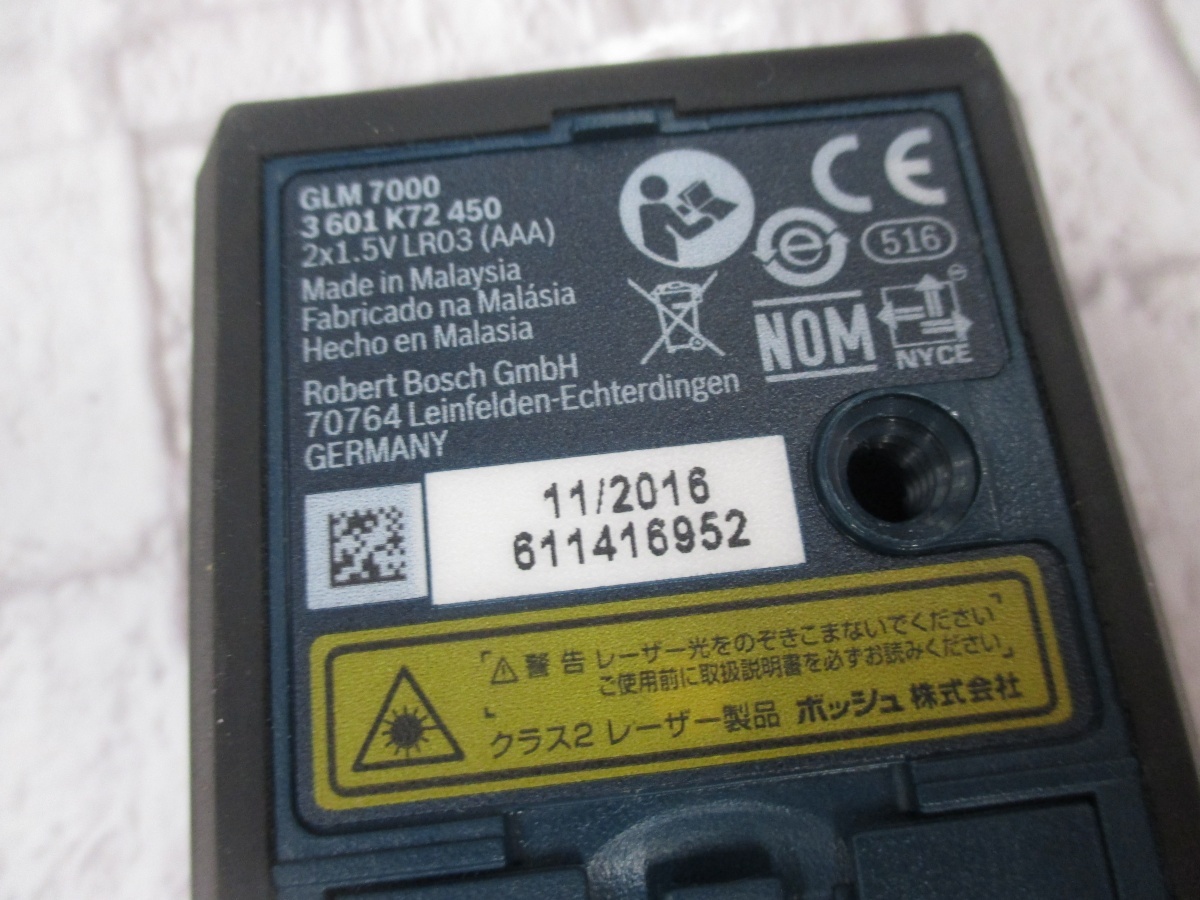 GLM 7000
3 601 K72 450
2x1.5V LR03 (AAA)
Made in Malaysia
Fabricado na Malásia
Hecho en Malasia
Robert Bosch GmbH
70764 Leinfelden-Echterdingen
GERMANY
CE
e
516
NOM
NYCE
11/2016
611416952
警告 レーザー光をのぞきこまないでください
ご使用前に取扱説明書を必ずお読みください。
クラス2 レーザー製品 ボッシュ株式会社